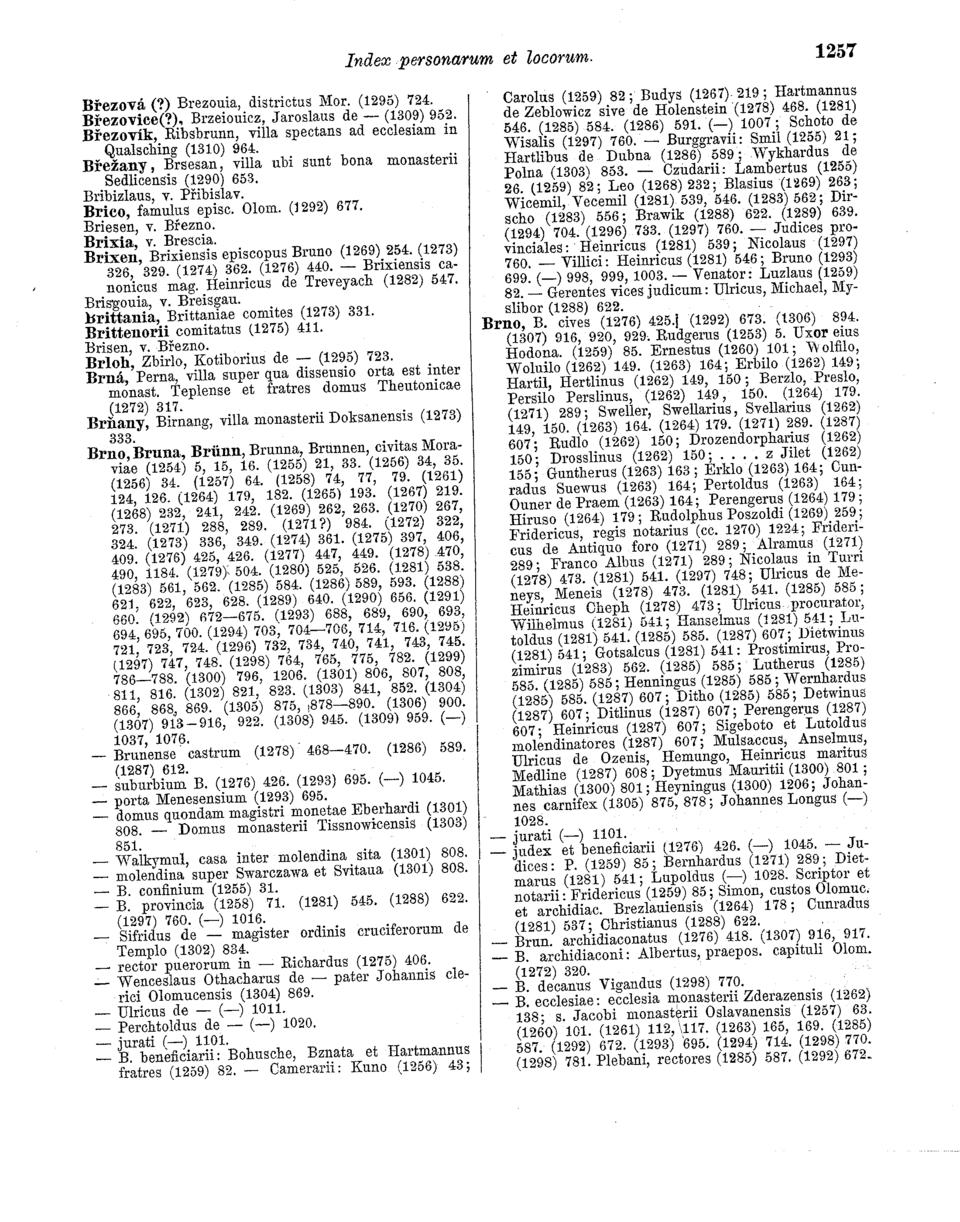 Index personarum et locorum.
1257
Březová (?) Brezouia, districtus Mor. (1295) 724.
Březovice(?), Brzeiouicz, Jaroslaus de — (1309) 952.
Březovík, Ribsbrunn, villa spectans ad ecclesiam in
Qualsching (1310) 964.
Břežany, Brsesan, villa ubi sunt bona monasterii
Sedlicensis (1290) 653.
Bribizlaus, v. Přibislav.
Brico, famulus episc. Olom. (1292) 677.
Briesen, v. Březno.
Brixia, v. Brescia.
Brixen, Brixiensis episcopus Bruno (1269) 254. (1273)
326, 329. (1274) 362. (1276) 440. — Brixiensis ca-
nonicus mag. Heinricus de Treveyach (1282) 547.
Brisgouia, v. Breisgau.
brittania, Brittaniae comites (1273) 331.
Brittenorii comitatus (1275) 411.
Brisen, v. Březno.
Brloh, Zbirlo, Kotiborius de — (1295) 723.
Brná, Perna, villa super qua dissensio orta est inter
monast. Teplense et fratres domus Theutonicae
(1272) 317.
Brňany, Birnang, villa monasterii Doksanensis (1273)
333.
Brno, Bruna, Brünn, Brunna, Brunnen, civitas Mora-
viae (1254) 5, 15, 16. (1255) 21, 33. (1256) 34, 35.
(1256) 34. (1257) 64. (1258) 74, 77, 79. (1261)
124, 126. (1264) 179, 182. (1265) 193. (1267) 219.
(1268) 232, 241, 242. (1269) 262, 263. (1270) 267,
273. (1271) 288, 289. (1271?) 984. (1272) 322,
324. (1273) 336, 349. (1274) 361. (1275) 397, 406,
409. (1276) 425, 426. (1277) 447, 449. (1278) 470,
490, 1184. (1279) 504. (1280) 525, 526. (1281) 538.
(1283) 561, 562. (1285) 584. (1286) 589, 593. (1288)
621, 622, 623, 628. (1289) 640. (1290) 656. (1291)
660. (1292) 672—675. (1293) 688, 689, 690, 693,
694, 695, 700. (1294) 703, 704—706, 714, 716. (1295)
721, 723, 724. (1296) 732, 734, 740, 741, 743, 745.
(1297) 747, 748. (1298) 764, 765, 775, 782. (1299)
786—788. (1300) 796, 1206. (1301) 806, 807, 808,
811, 816. (1302) 821, 823. (1303) 841, 852. (1304)
866, 868, 869. (1305) 875, 878—890. (1306) 900.
(1307) 913—916, 922. (1308) 945. (1309) 959. (—)
1037, 1076.
— Brunense castrum (1278) 468—470. (1286) 589.
(1287) 612.
— suburbium B. (1276) 426. (1293) 695. (—) 1045.
— porta Menesensium (1293) 695.
— domus quondam magistri monetae Eberhardi (1301)
808. — Domus monasterii Tissnowicensis (1303)
851.
— Walkymul, casa inter molendina sita (1301) 808.
— molendina super Swarczawa et Svitaua (1301) 808.
— B. confinium (1255) 31.
— B. provincia (1258) 71. (1281) 545. (1288) 622.
(1297) 760. (—) 1016.
— Sifridus de — magister ordinis cruciferorum de
Templo (1302) 834.
— rector puerorum in — Richardus (1275) 406.
— Wenceslaus Othacharus de — pater Johannis cle-
rici Olomucensis (1304) 869.
— Ulricus de — (—) 1011.
— Perchtoldus de — (—) 1020.
— jurati (—) 1101.
— B. beneficiarii: Bohusche, Bznata et Hartmannus
fratres (1259) 82. — Camerarii: Kuno (1256) 43;
Carolus (1259) 82; Budys (1267) 219; Hartmannus
de Zeblowicz sive de Holenstein (1278) 468. (1281)
546. (1285) 584. (1286) 591. (—) 1007; Schoto de
Wisalis (1297) 760. — Burggravii: Smil (1255) 21;
Hartlibus de Dubna (1286) 589; Wykhardus de
Polna (1303) 853. — Czudarii: Lambertus (1255)
26. (1259) 82; Leo (1268) 232; Blasius (1269) 263;
Wicemil, Vecemil (1281) 539, 546. (1283) 562; Dir-
scho (1283) 556; Brawik (1288) 622. (1289) 639.
(1294) 704. (1296) 733. (1297) 760. — Judices pro-
vinciales: Heinricus (1281) 539; Nicolaus (1297)
760. — Villici: Heinricus (1281) 546; Bruno (1293)
699. (—) 998, 999, 1003. — Venator: Luzlaus (1259)
82. — Gerentes vices judicum: Ulricus, Michael, My-
slibor (1288) 622.
Brno, B. cives (1276) 425. (1292) 673. (1306) 894.
(1307) 916, 920, 929. Rudgerus (1253) 5. Uxor eius
Hodona. (1259) 85. Ernestus (1260) 101; Wolfilo,
Woluilo (1262) 149. (1263) 164; Erbilo (1262) 149;
Hartil, Hertlinus (1262) 149, 150; Berzlo, Preslo,
Persilo Perslinus, (1262) 149, 150. (1264) 179.
(1271) 289; Sweller, Swellarius, Svellarius (1262)
149, 150. (1263) 164. (1264) 179. (1271) 289. (1287)
607; Rudlo (1262) 150; Drozendorpharius (1262)
150; Drosslinus (1262) 150; . . . . z Jilet (1262)
155; Guntherus (1263) 163; Erklo (1263) 164; Cun-
radus Suewus (1263) 164; Pertoldus (1263) 164;
Ouner de Praem (1263) 164; Perengerus (1264) 179;
Hiruso (1264) 179; Rudolphus Poszoldi (1269) 259;
Fridericus, regis notarius (cc. 1270) 1224; Frideri-
cus de Antiquo foro (1271) 289; Alramus (1271)
289; Franco Albus (1271) 289; Nicolaus in Turri
(1278) 473. (1281) 541. (1297) 748; Ulricus de Me-
neys, Meneis (1278) 473. (1281) 541. (1285) 585;
Heinricus Cheph (1278) 473; Ulricus procurator,
Wilhelmus (1281) 541; Hanselmus (1281) 541; Lu-
toldus (1281) 541. (1285) 585. (1287) 607; Dietwinus
(1281) 541; Gotsalcus (1281) 541: Prostimirus, Pro-
zimirus (1283) 562. (1285) 585; Lutherus (1285)
585. (1285) 585; Henningus (1285) 585; Wernhardus
(1285) 585. (1287) 607; Ditho (1285) 585; Detwinus
(1287) 607; Ditlinus (1287) 607; Perengerus (1287)
607; Heinricus (1287) 607; Sigeboto et Lutoldus
molendinatores (1287) 607; Mulsaccus, Anselmus,
Ulricus de Ozenis, Hemungo, Heinricus maritus
Medline (1287) 608; Dyetmus Mauritii (1300) 801;
Mathias (1300) 801; Heyningus (1300) 1206; Johan-
nes carnifex (1305) 875, 878; Johannes Longus (—)
1028.
— jurati (—) 1101.
— judex et beneficiarii (1276) 426. (—) 1045. — Ju-
dices: P. (1259) 85; Bernhardus (1271) 289; Diet-
marus (1281) 541; Lupoldus (—) 1028. Scriptor et
notarii: Fridericus (1259) 85; Simon, custos Olomuc.
et archidiac. Brezlauiensis (1264) 178; Cunradus
(1281) 537; Christianus (1288) 622.
— Brun. archidiaconatus (1276) 418. (1307) 916, 917.
— B. archidiaconi: Albertus, praepos. capituli Olom.
(1272) 320.
— B. decanus Vigandus (1298) 770.
— B. ecclesiae: ecclesia monasterii Zderazensis (1262)
138; s. Jacobi monasterii Oslavanensis (1257) 63.
(1260) 101. (1261) 112, 117. (1263) 165, 169. (1285)
587. (1292) 672. (1293) 695. (1294) 714. (1298) 770.
(1298) 781. Plebani, rectores (1285) 587. (1292) 672.